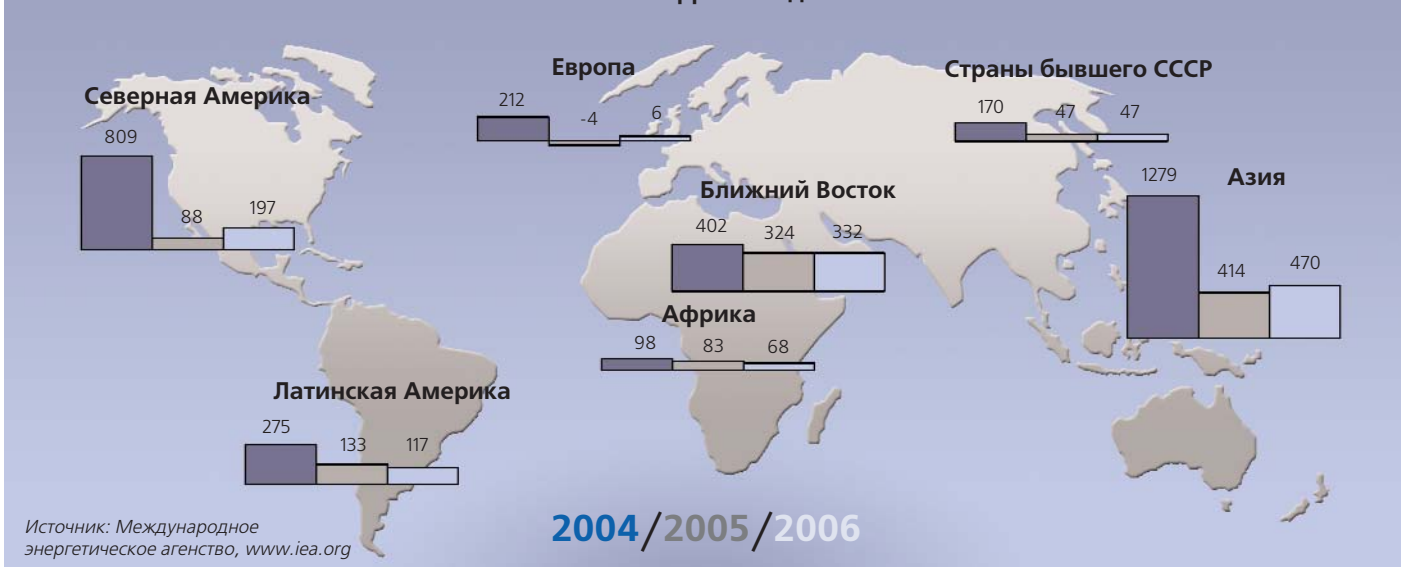 Европа
212
-4
6
Страны бывшего СССР
170
47
47
Северная Америка
809
88
197
Ближний Восток
402
324
332
Азия
1279
414
470
Африка
98
83
68
Латинская Америка
275
133
117
Источник: Международное
энергетическое агенство, www.iea.org
2004/2005/2006